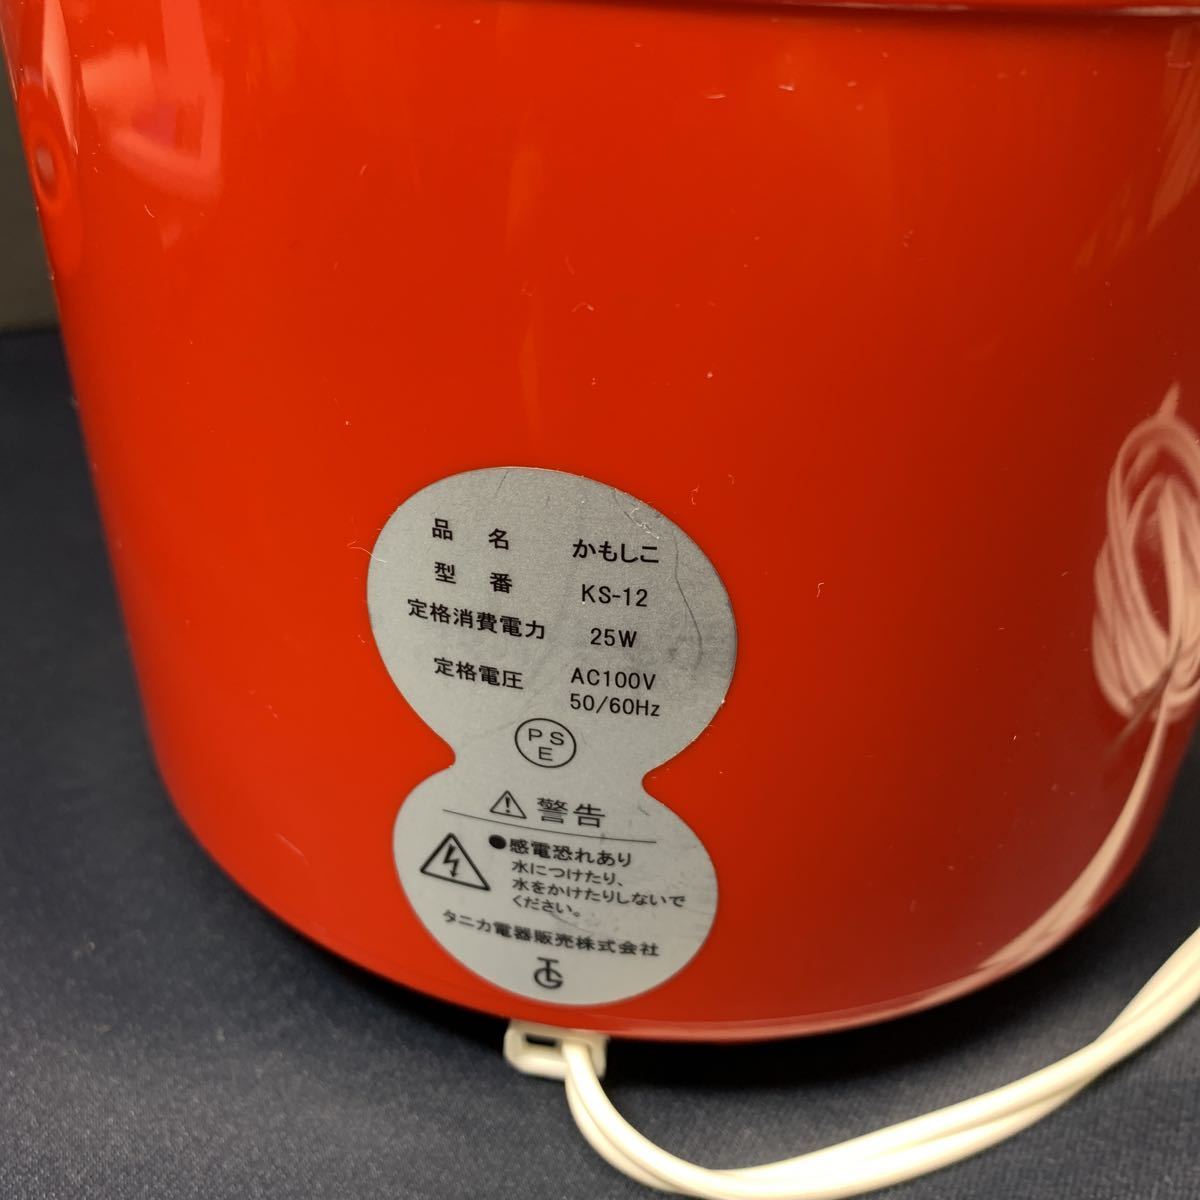 品名 かもしこ
型番 KS-12
定格消費電力 25W
定格電圧 AC100V
50/60Hz
PS
E
警告
●感電恐れあり
水につけたり、
水をかけたりしないで
ください。
タニカ電器販売株式会社